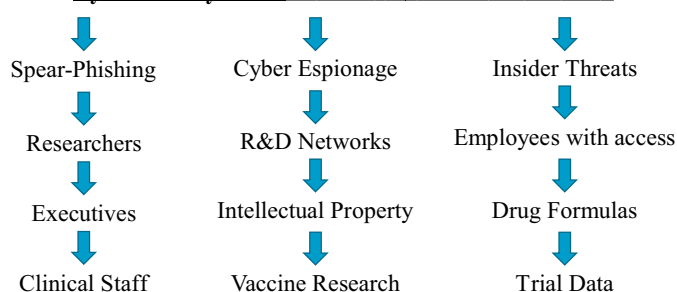 Spear-Phishing Cyber Espionage Insider Threats
Researchers R&D Networks Employees with access
Executives Intellectual Property Drug Formulas
Clinical Staff Vaccine Research Trial Data